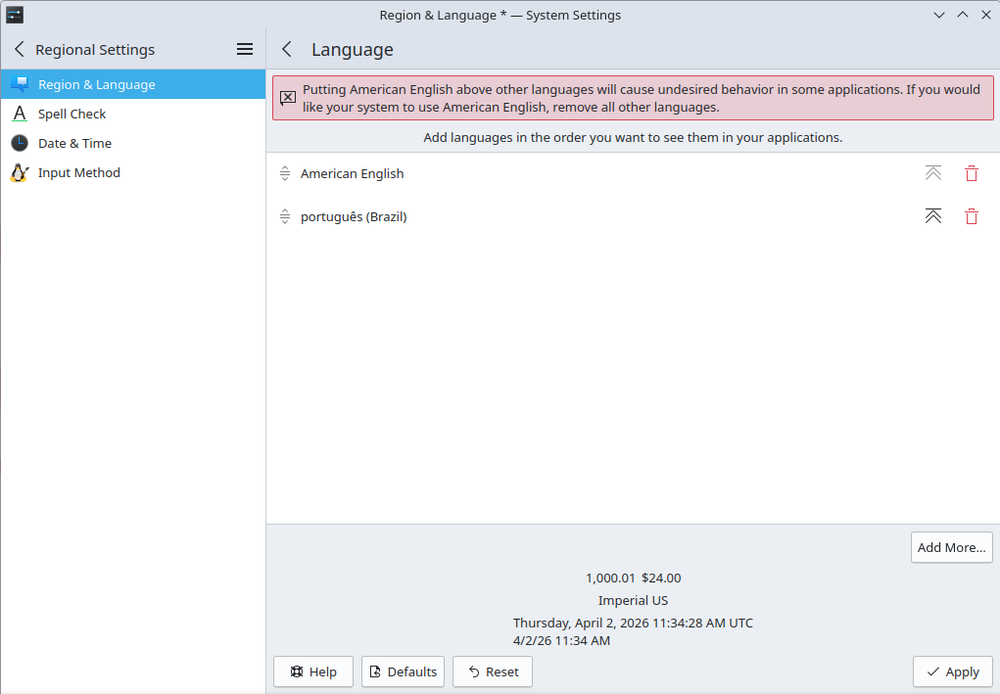 Region & Language * — System Settings
Regional Settings
Language
Region & Language
Spell Check
Date & Time
Input Method
Putting American English above other languages will cause undesired behavior in some applications. If you would
like your system to use American English, remove all other languages.
Add languages in the order you want to see them in your applications.
American English
português (Brazil)
Add More...
1,000.01 $24.00
Imperial US
Thursday, April 2, 2026 11:34:28 AM UTC
4/2/26 11:34 AM
Help
Defaults
Reset
Apply